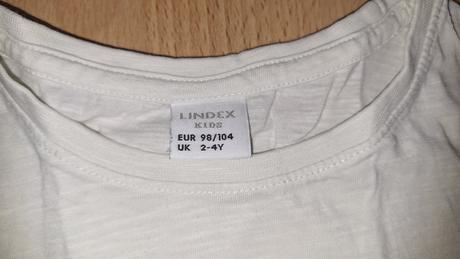 LINDEX
KIDS
EUR 98/104
UK 2-4Y